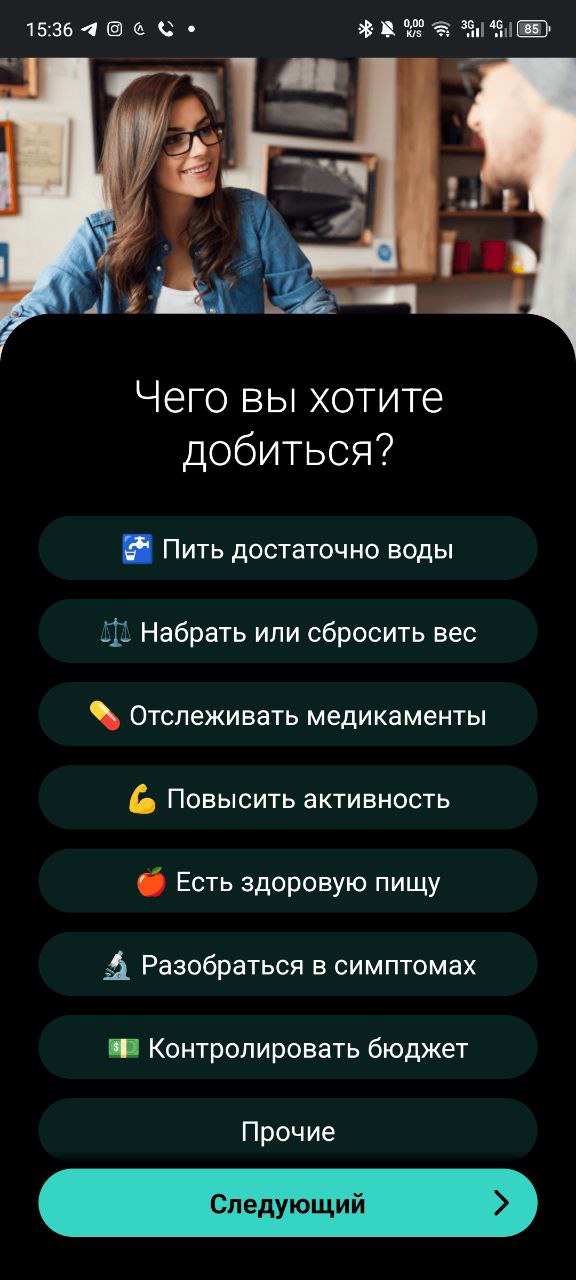 15:36
0,00
K/S
3G
4G
85
Чего вы хотите
добиться?
Пить достаточно воды
Набрать или сбросить вес
Отслеживать медикаменты
Повысить активность
Есть здоровую пищу
Разобраться в симптомах
Контролировать бюджет
Прочие
Следующий